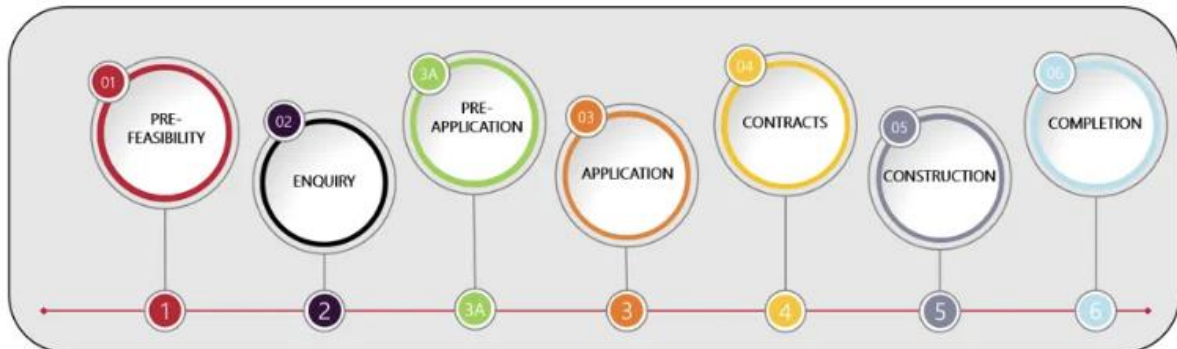 01
PRE-
FEASIBILITY
02
ENQUIRY
3A
PRE-
APPLICATION
03
APPLICATION
04
CONTRACTS
05
CONSTRUCTION
06
COMPLETION
1 2 3A 3 4 5 6